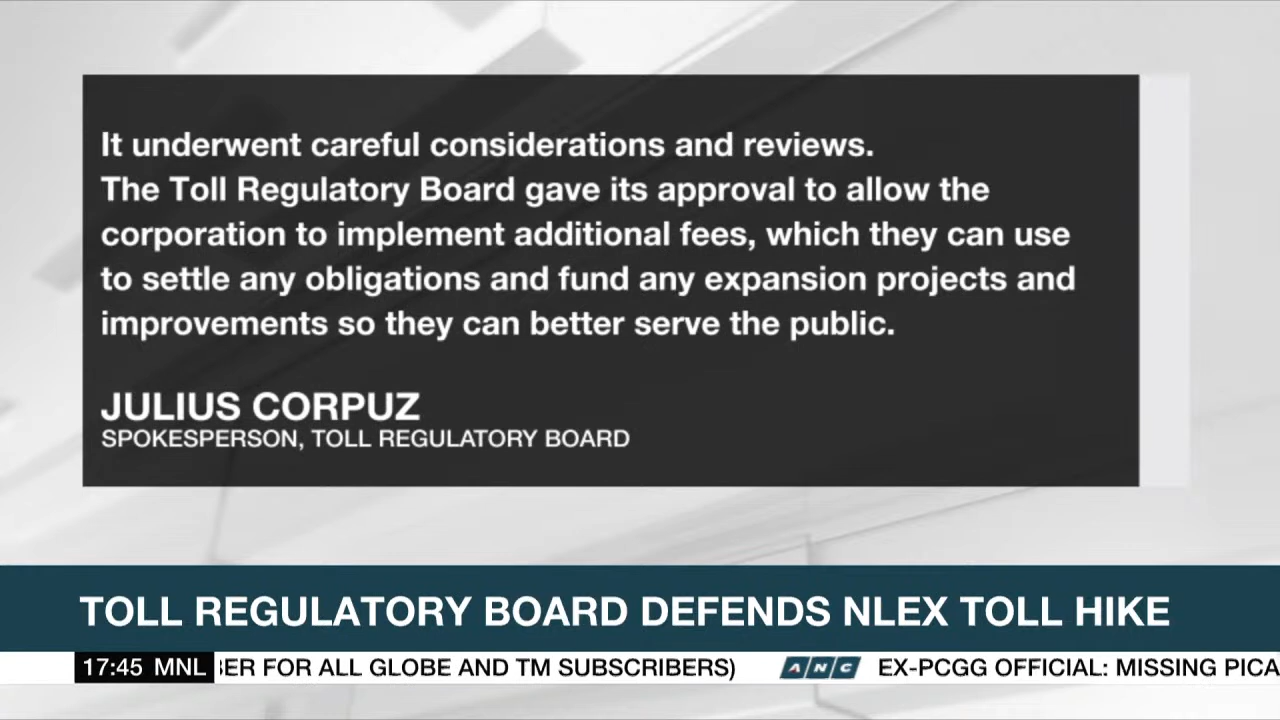 It underwent careful considerations and reviews.
The Toll Regulatory Board gave its approval to allow the
corporation to implement additional fees, which they can use
to settle any obligations and fund any expansion projects and
improvements so they can better serve the public.
JULIUS CORPUZ
SPOKESPERSON, TOLL REGULATORY BOARD
TOLL REGULATORY BOARD DEFENDS NLEX TOLL HIKE
17:45 MNL BER FOR ALL GLOBE AND TM SUBSCRIBERS) ANC EX-PCGG OFFICIAL: MISSING PICA